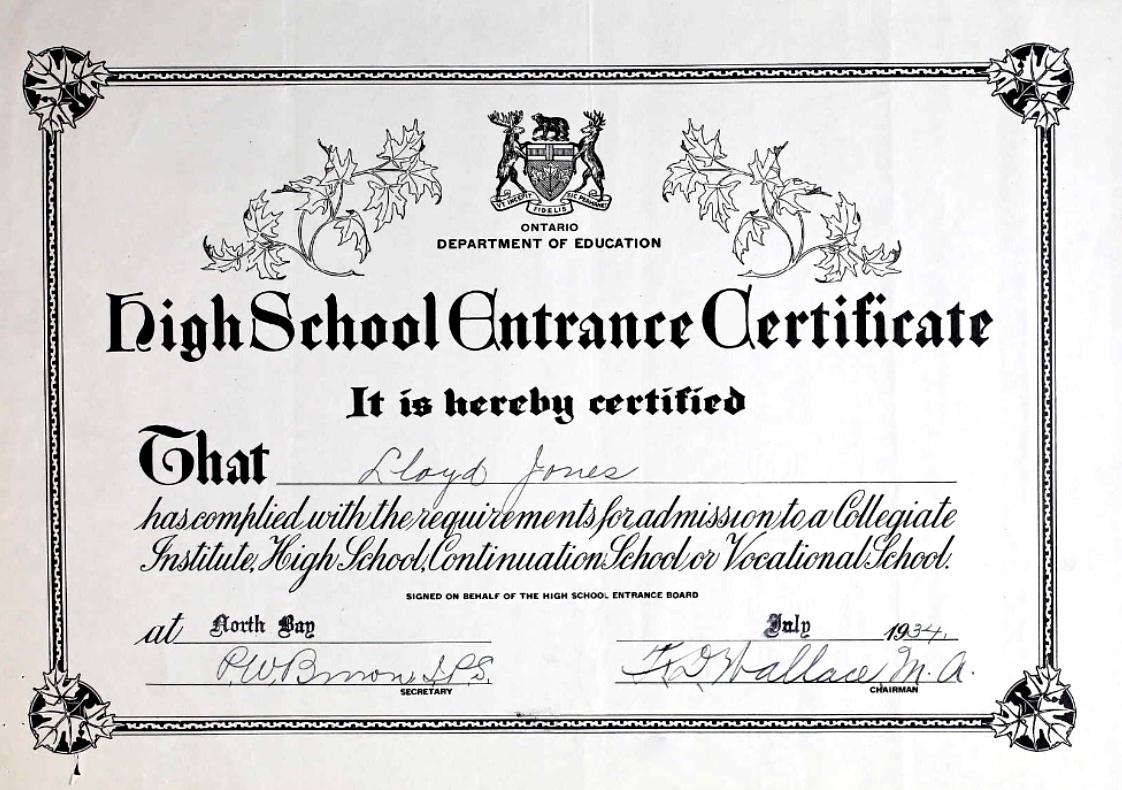 UT INCEPIT FIDELIS SIC PERMANET
ONTARIO
DEPARTMENT OF EDUCATION
High School Entrance Certificate
It is hereby certified
That Lloyd Jones
has complied with the requirements for admission to a Collegiate
Institute, High School, Continuation School or Vocational School.
SIGNED ON BEHALF OF THE HIGH SCHOOL ENTRANCE BOARD
at North Bay July 1934.
P.W. Brown I.P.S. Wallace M.A.
SECRETARY CHAIRMAN